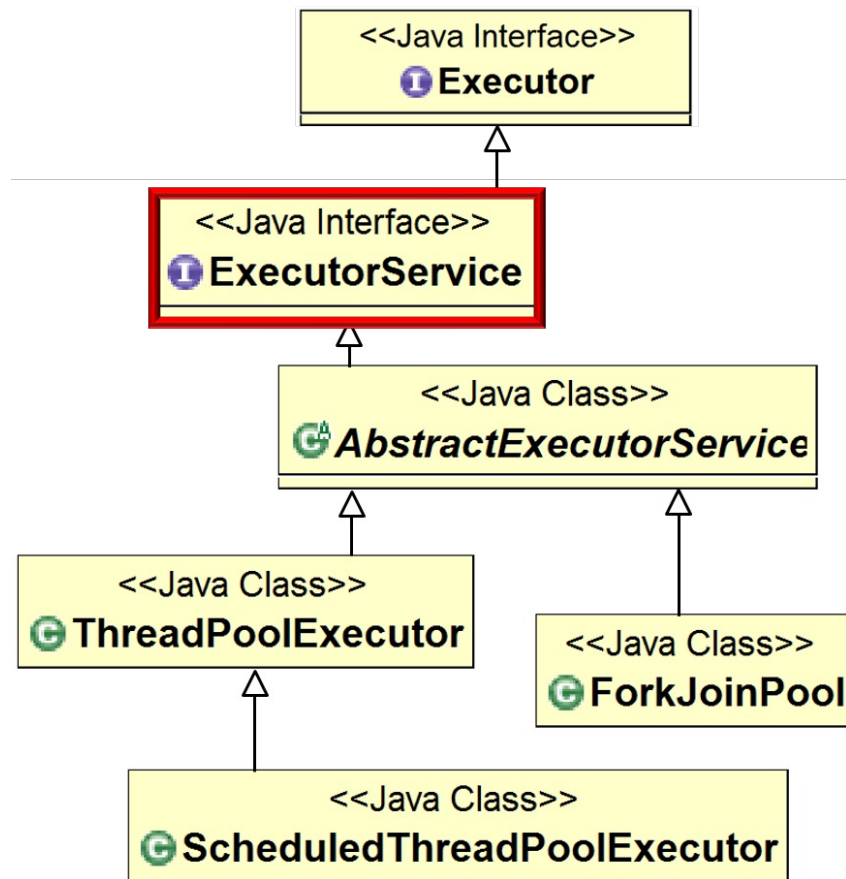 <<Java Interface>>
I Executor
<<Java Interface>>
I ExecutorService
<<Java Class>>
C A AbstractExecutorService
<<Java Class>>
C ThreadPoolExecutor
<<Java Class>>
C ForkJoinPool
<<Java Class>>
C ScheduledThreadPoolExecutor